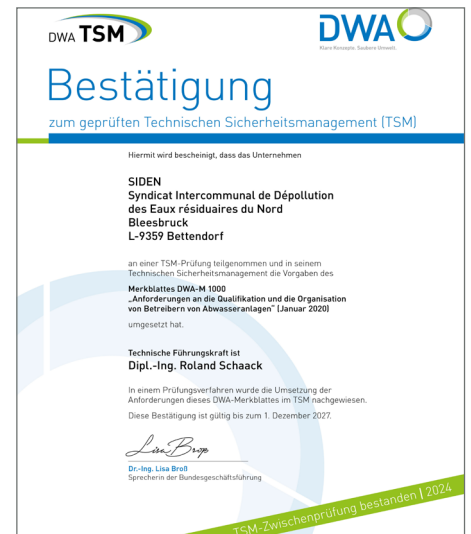 DWA TSM
DWA
Klare Konzepte. Saubere Umwelt.
Bestätigung
zum geprüften Technischen Sicherheitsmanagement (TSM)
Hiermit wird bescheinigt, dass das Unternehmen
SIDEN
Syndicat Intercommunal de Dépollution
des Eaux résiduaires du Nord
Bleesbruck
L-9359 Bettendorf
an einer TSM-Prüfung teilgenommen und in seinem
Technischen Sicherheitsmanagement die Vorgaben des
Merkblattes DWA-M 1000
„Anforderungen an die Qualifikation und die Organisation
von Betreibern von Abwasseranlagen“ (Januar 2020)
umgesetzt hat.
Technische Führungskraft ist
Dipl.-Ing. Roland Schaack
In einem Prüfungsverfahren wurde die Umsetzung der
Anforderungen dieses DWA-Merkblattes im TSM nachgewiesen.
Diese Bestätigung ist gültig bis zum 1. Dezember 2027.
Lisa Broß
Dr.-Ing. Lisa Broß
Sprecherin der Bundesgeschäftsführung
TSM-Zwischenprüfung bestanden | 2024